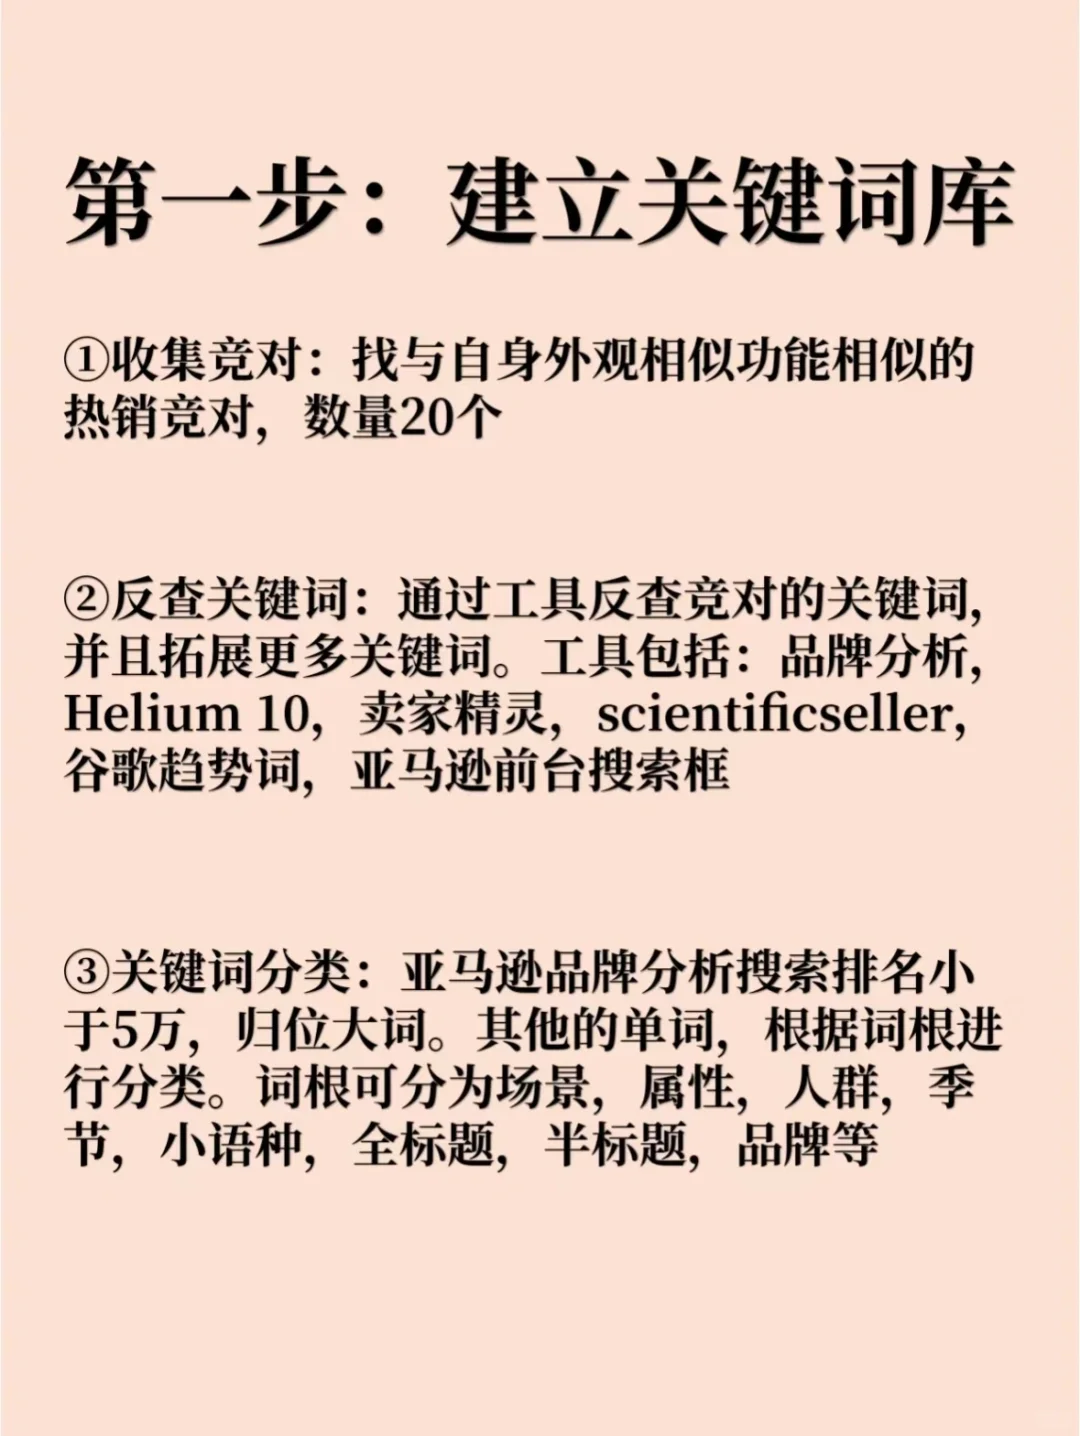 第一步：建立关键词库
①收集竞对：找与自身外观相似功能相似的
热销竞对，数量20个
②反查关键词：通过工具反查竞对的关键词，
并且拓展更多关键词。工具包括：品牌分析，
Helium 10，卖家精灵，scientificseller，
谷歌趋势词，亚马逊前台搜索框
③关键词分类：亚马逊品牌分析搜索排名小
于5万，归位大词。其他的单词，根据词根进
行分类。词根可分为场景，属性，人群，季
节，小语种，全标题，半标题，品牌等